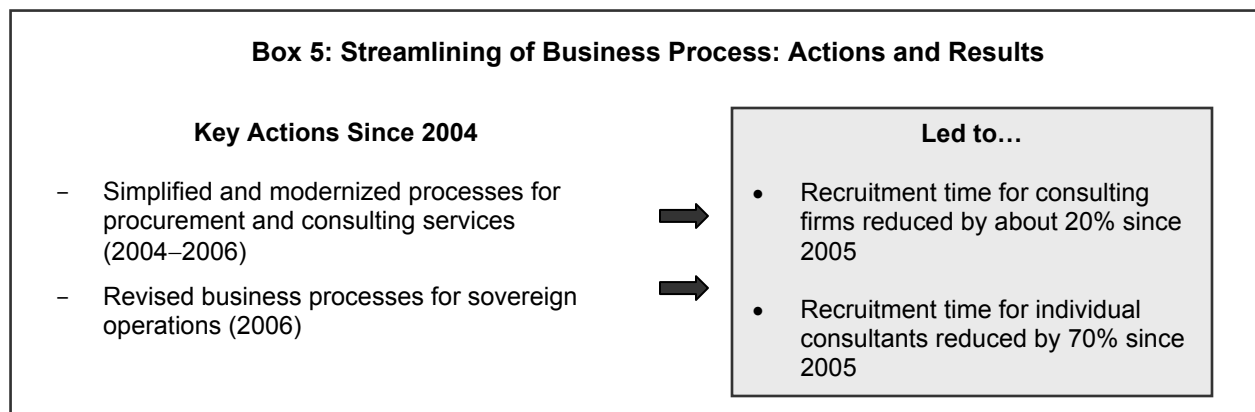 Box 5: Streamlining of Business Process: Actions and Results
Key Actions Since 2004
– Simplified and modernized processes for
procurement and consulting services
(2004–2006)
– Revised business processes for sovereign
operations (2006)
Led to…
• Recruitment time for consulting
firms reduced by about 20% since
2005
• Recruitment time for individual
consultants reduced by 70% since
2005